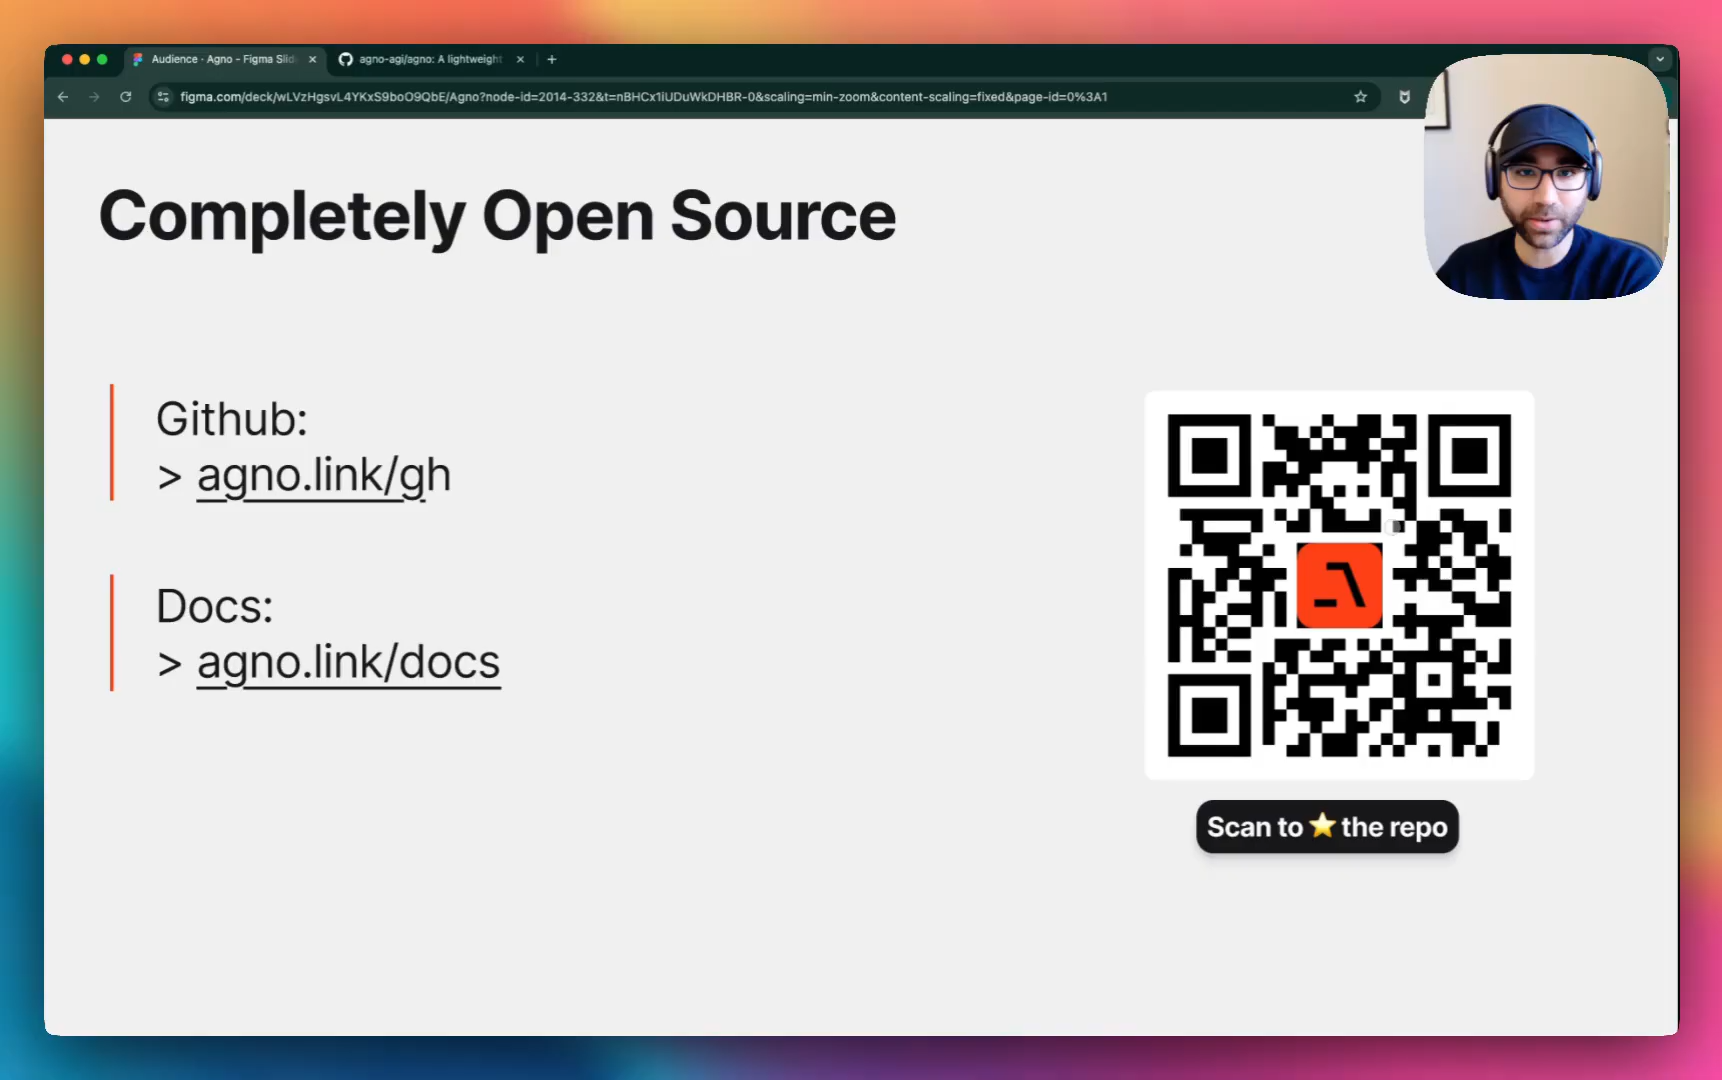 Audience · Agno - Figma Slid
agno-agi/agno: A lightweight
figma.com/deck/wLVzHgsvL4YKxS9boO9QbE/Agno?node-id=2014-332&t=nBHCx1iUDuWkDHBR-0&scaling=min-zoom&content-scaling=fixed&page-id=0%3A1
Completely Open Source
Github:
> agno.link/gh
Docs:
> agno.link/docs
Scan to ⭐ the repo